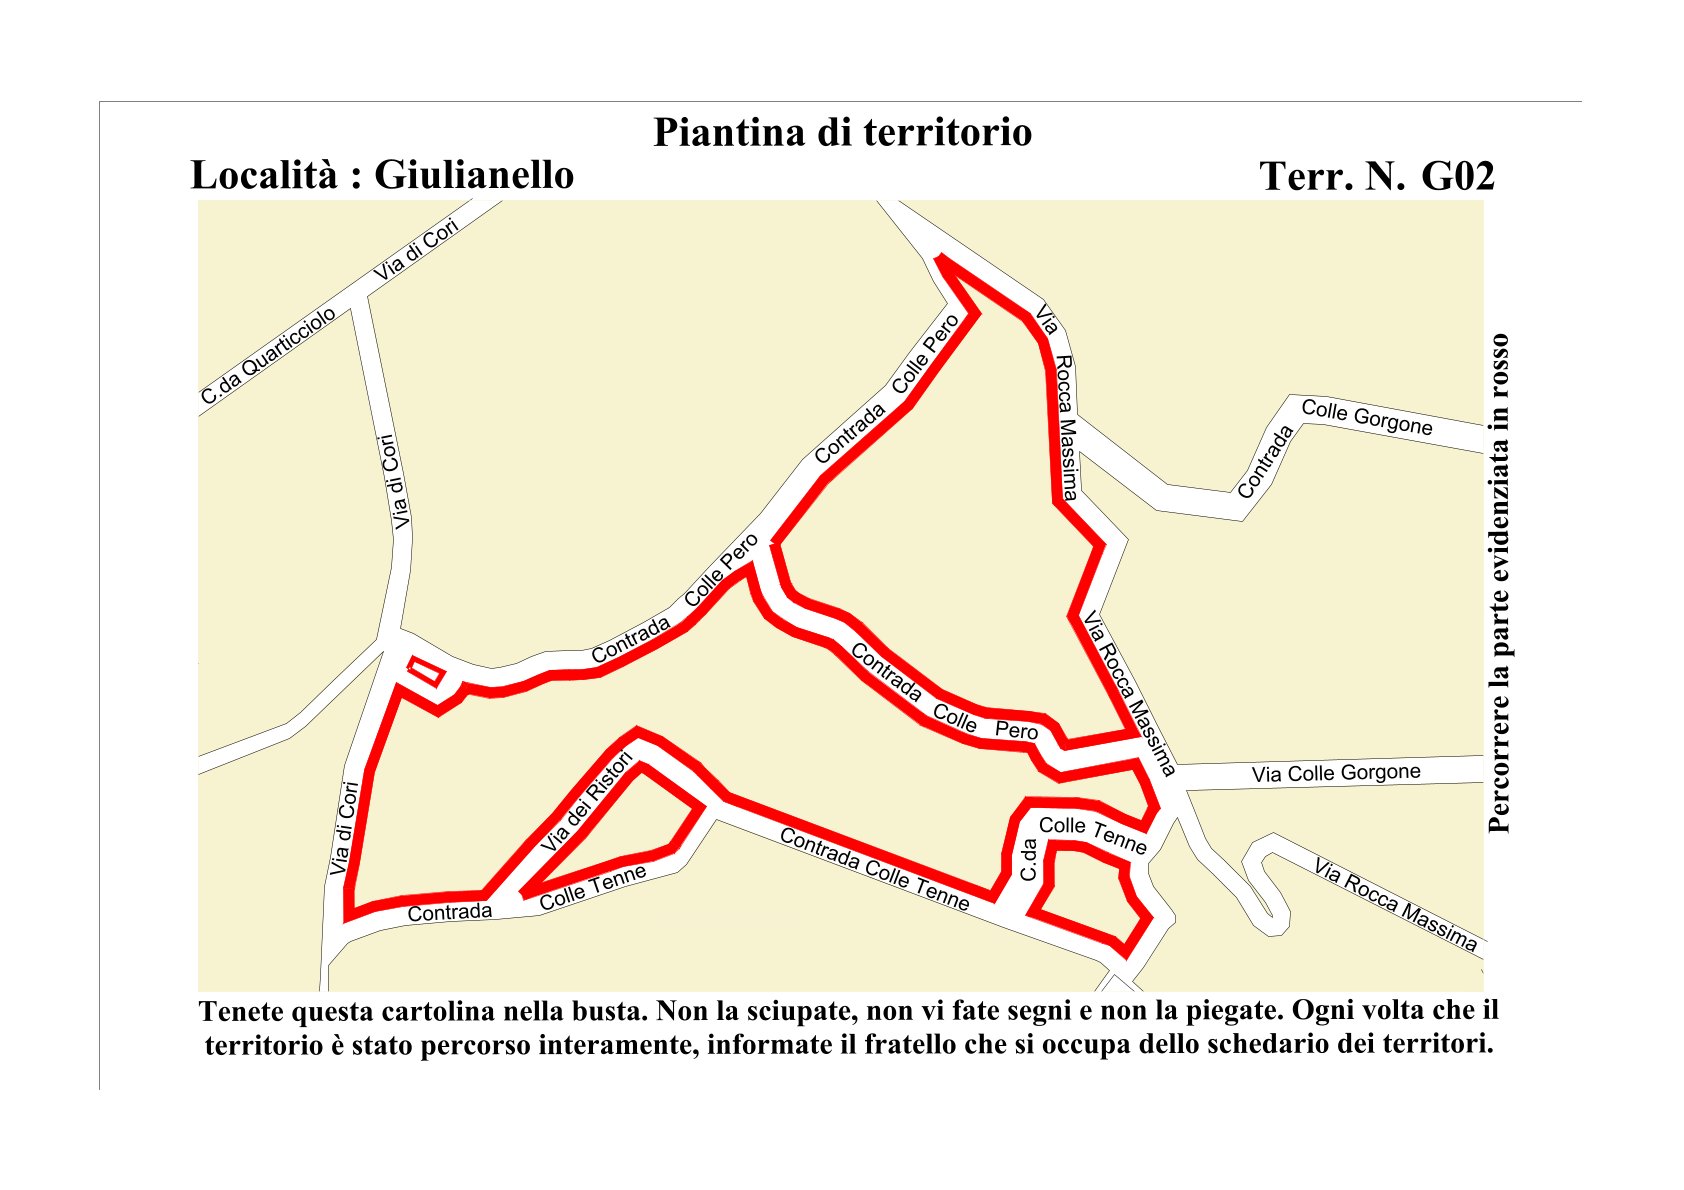 Piantina di territorio
Località : Giulianello
Terr. N. G02
Via di Cori
C.da Quarticciolo
Via di Cori
Via di Cori
Via di Cori
Contrada Colle Pero
Contrada Colle Pero
Contrada Colle Pero
Via Rocca Massima
Via Rocca Massima
Contrada Colle Gorgone
Via Colle Gorgone
Via Rocca Massima
Via dei Ristori
Contrada Colle Tenne
Contrada Colle Tenne
C.da Colle Tenne
Percorrere la parte evidenziata in rosso
Tenete questa cartolina nella busta. Non la sciupate, non vi fate segni e non la piegate. Ogni volta che il
territorio è stato percorso interamente, informate il fratello che si occupa dello schedario dei territori.